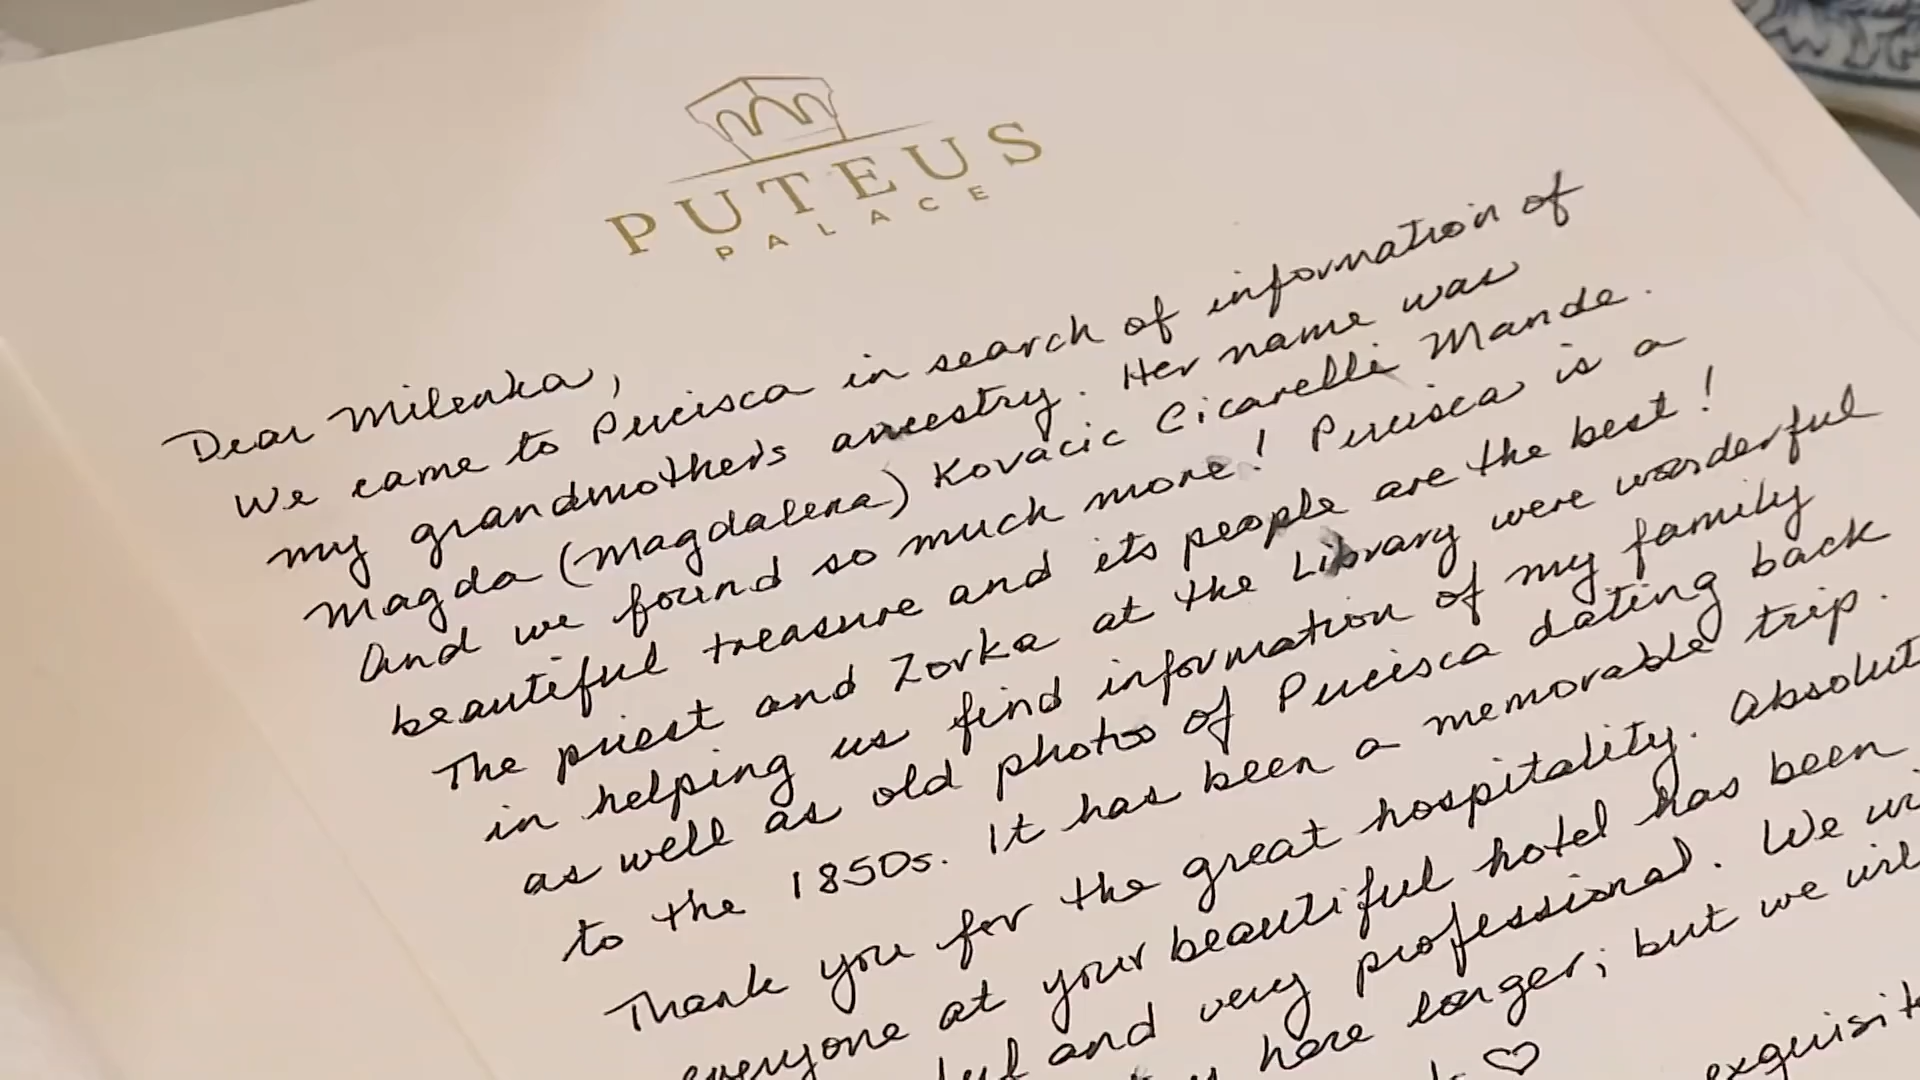 PUTEUS
PALACE
Dear Milenka,
We came to Pucisca in search of information of
my grandmother's ancestry. Her name was
Magda (Magdalena) Kovacic Cicarelli Mande.
And we found so much more! Pucisca is a
beautiful treasure and its people are the best!
The priest and Zorka at the Library were wonderful
in helping us find information of my family
as well as old photos of Pucisca dating back
to the 1850s. It has been a memorable trip.
Thank you for the great hospitality. Absolut
everyone at your beautiful hotel has been
and very professional. We
here longer; but we will
exquisit